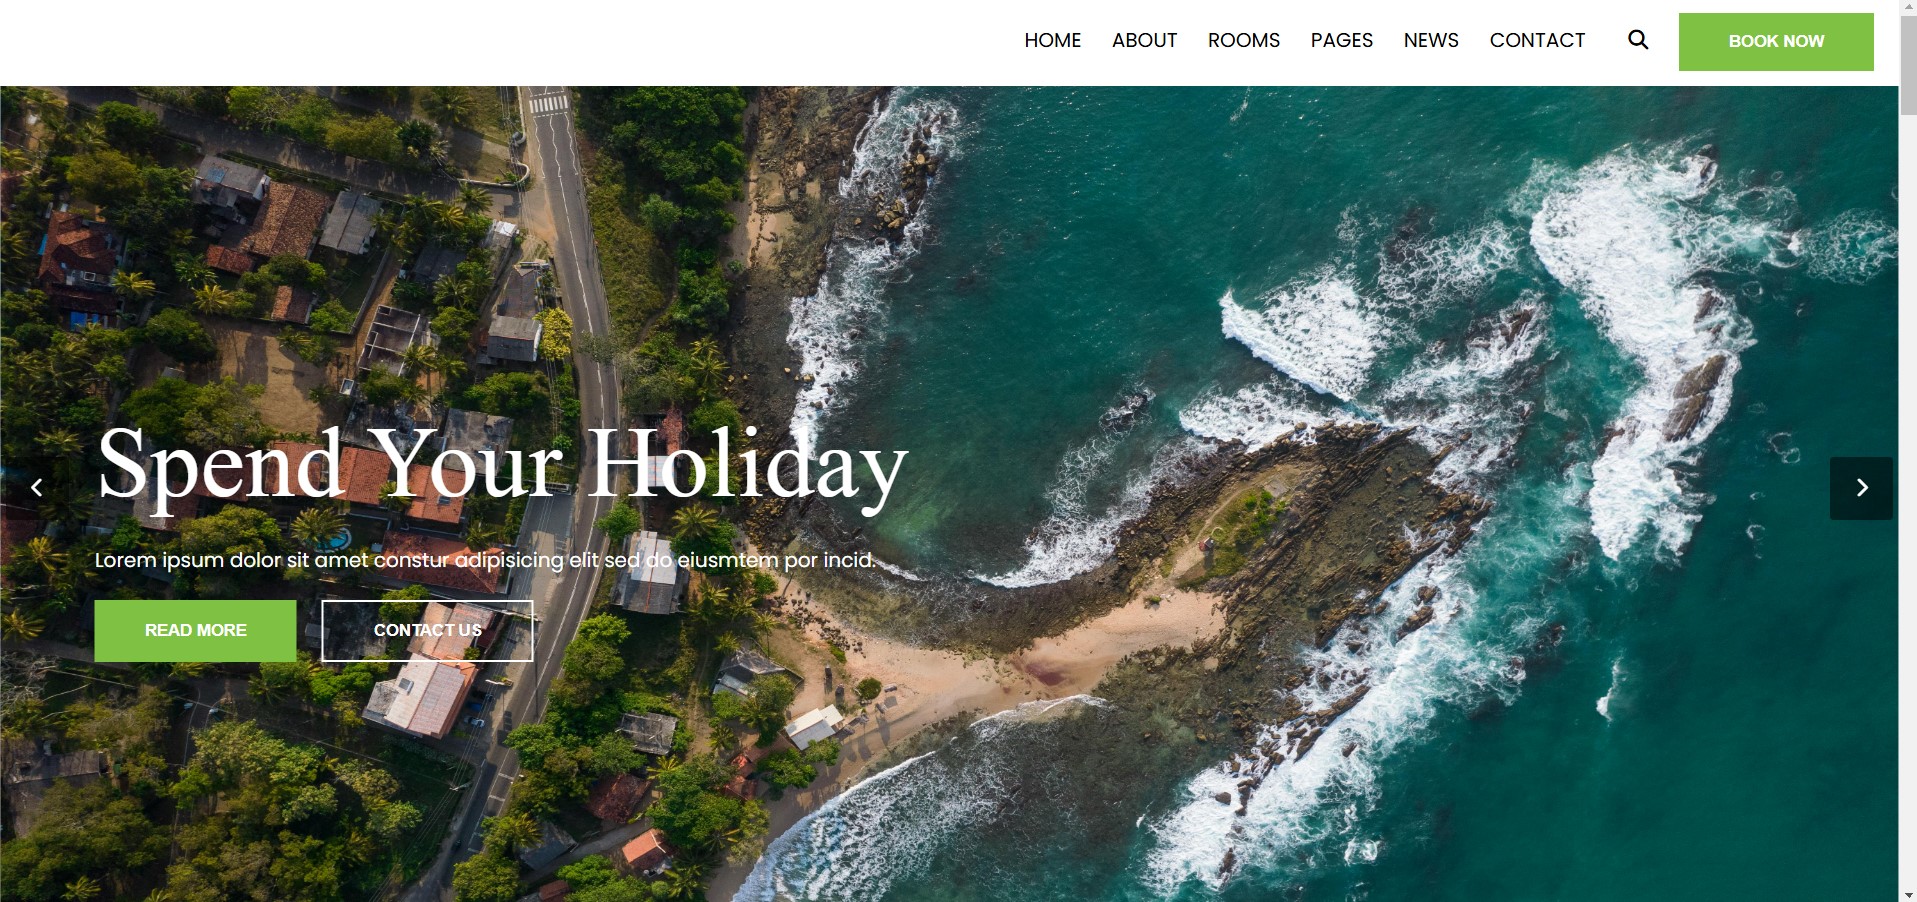 HOME ABOUT ROOMS PAGES NEWS CONTACT BOOK NOW
Spend Your Holiday
Lorem ipsum dolor sit amet constur adipisicing elit sed do eiusmtem por incid.
READ MORE CONTACT US